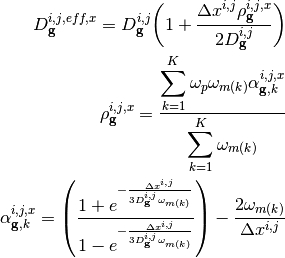 D_{\mathbf{g}}^{i,j,eff,x} = D_{\mathbf{g}}^{i,j} \left( 1 + \frac{\Delta x^{i,j} \rho_{\mathbf{g}}^{i,j,x}}{2 D_{\mathbf{g}}^{i,j}} \right)
\rho_{\mathbf{g}}^{i,j,x} = \frac{\sum_{k=1}^{K} \omega_p \omega_{m(k)} \alpha_{\mathbf{g},k}^{i,j,x}}{\sum_{k=1}^{K} \omega_{m(k)}}
\alpha_{\mathbf{g},k}^{i,j,x} = \left( \frac{1 + e^{-\frac{\Delta x^{i,j}}{3 D_{\mathbf{g}}^{i,j} \omega_{m(k)}}}}{1 - e^{-\frac{\Delta x^{i,j}}{3 D_{\mathbf{g}}^{i,j} \omega_{m(k)}}}} \right) - \frac{2 \omega_{m(k)}}{\Delta x^{i,j}}